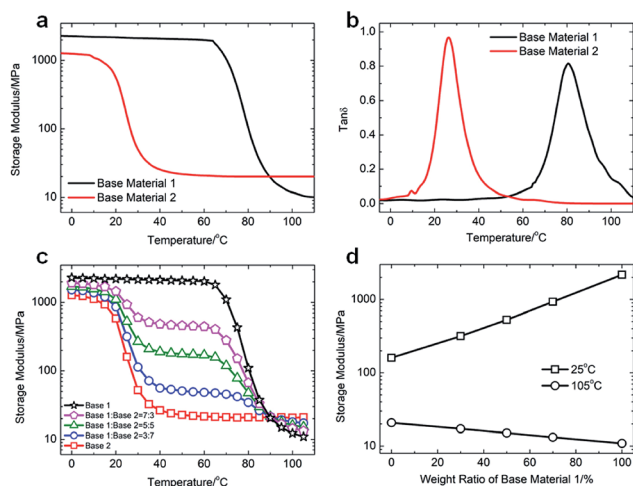 a
Storage Modulus/MPa
1000
100
10
Base Material 1
Base Material 2
0 20 40 60 80 100
Temperature/°C
b
Tanδ
1.0
0.8
0.6
0.4
0.2
0.0
Base Material 1
Base Material 2
0 20 40 60 80 100
Temperature/°C
c
Storage Modulus/MPa
1000
100
10
Base 1
Base 1:Base 2=7:3
Base 1:Base 2=5:5
Base 1:Base 2=3:7
Base 2
0 20 40 60 80 100
Temperature/°C
d
Storage Modulus/MPa
1000
100
10
25°C
105°C
0 20 40 60 80 100
Weight Ratio of Base Material 1/%